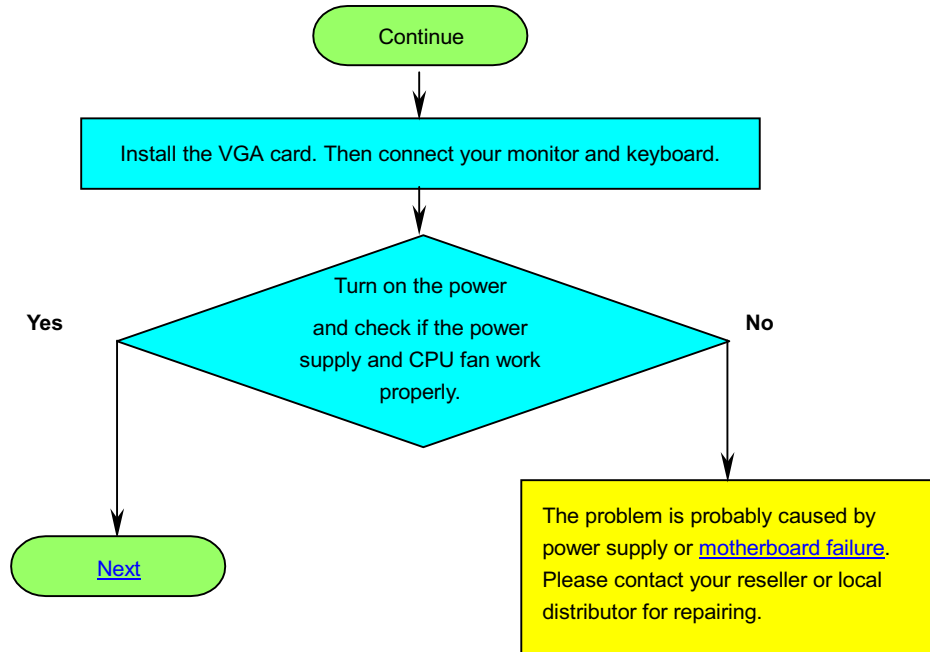 Continue
Install the VGA card. Then connect your monitor and keyboard.
Turn on the power
and check if the power
supply and CPU fan work
properly.
Yes
No
Next
The problem is probably caused by
power supply or motherboard failure.
Please contact your reseller or local
distributor for repairing.